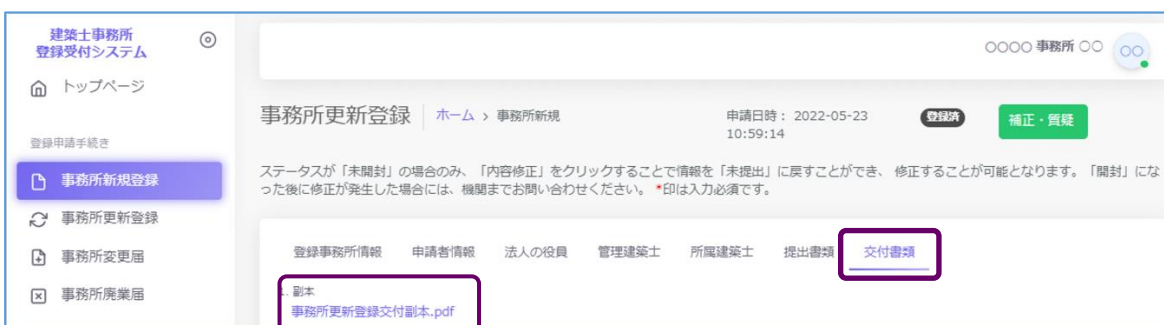 建築士事務所
登録受付システム
トップページ
登録申請手続き
事務所新規登録
事務所更新登録
事務所変更届
事務所廃業届
〇〇〇〇 事務所 〇〇
〇〇
事務所更新登録 ホーム > 事務所新規
申請日時： 2022-05-23
10:59:14
登録済
補正・質疑
ステータスが「未開封」の場合のみ、「内容修正」をクリックすることで情報を「未提出」に戻すことができ、 修正することが可能となります。「開封」にな
った後に修正が発生した場合には、機関までお問い合わせください。 *印は入力必須です。
登録事務所情報 申請者情報 法人の役員 管理建築士 所属建築士 提出書類 交付書類
1. 副本
事務所更新登録交付副本.pdf